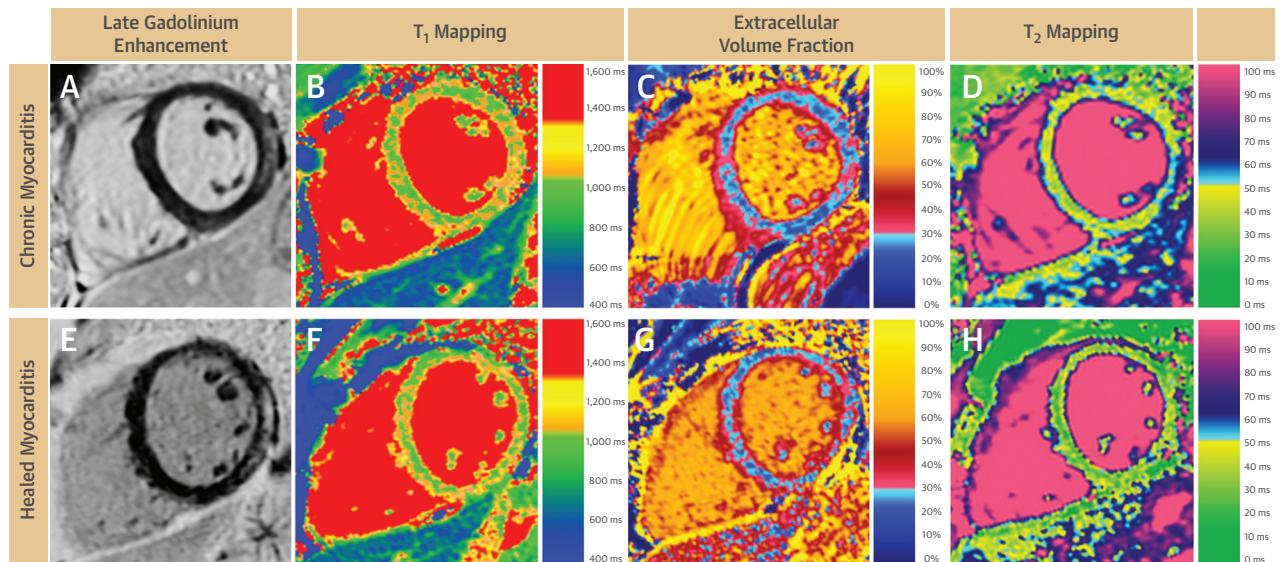 Late Gadolinium
Enhancement
T₁ Mapping
Extracellular
Volume Fraction
T₂ Mapping
Chronic Myocarditis
A
B
1,600 ms
1,400 ms
1,200 ms
1,000 ms
800 ms
600 ms
400 ms
C
100%
90%
80%
70%
60%
50%
40%
30%
20%
10%
0%
D
100 ms
90 ms
80 ms
70 ms
60 ms
50 ms
40 ms
30 ms
20 ms
10 ms
0 ms
Healed Myocarditis
E
F
1,600 ms
1,400 ms
1,200 ms
1,000 ms
800 ms
600 ms
400 ms
G
100%
90%
80%
70%
60%
50%
40%
30%
20%
10%
0%
H
100 ms
90 ms
80 ms
70 ms
60 ms
50 ms
40 ms
30 ms
20 ms
10 ms
0 ms